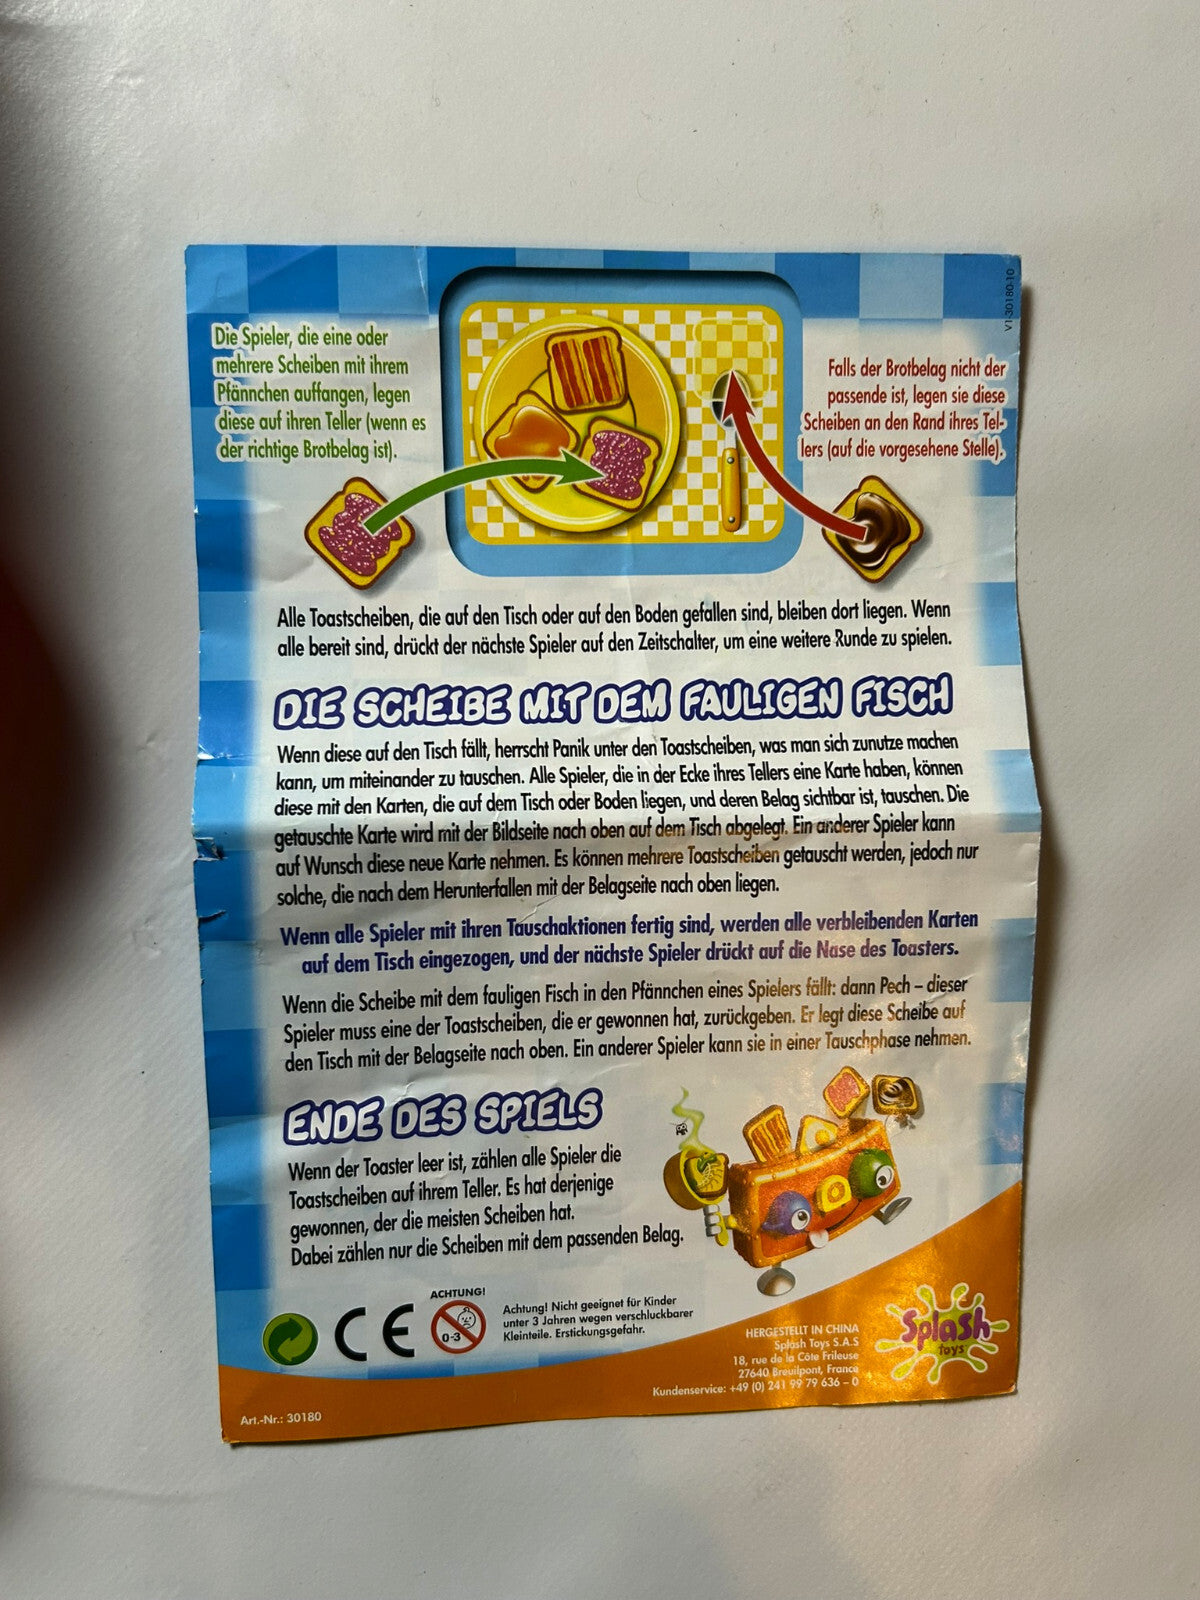 V1-30180-10
Die Spieler, die eine oder
mehrere Scheiben mit ihrem
Pfännchen auffangen, legen
diese auf ihren Teller (wenn es
der richtige Brotbelag ist).
Falls der Brotbelag nicht der
passende ist, legen sie diese
Scheiben an den Rand ihres Tel-
lers (auf die vorgesehene Stelle).
Alle Toastscheiben, die auf den Tisch oder auf den Boden gefallen sind, bleiben dort liegen. Wenn
alle bereit sind, drückt der nächste Spieler auf den Zeitschalter, um eine weitere Runde zu spielen.
DIE SCHEIBE MIT DEM FAULIGEN FISCH
Wenn diese auf den Tisch fällt, herrscht Panik unter den Toastscheiben, was man sich zunutze machen
kann, um miteinander zu tauschen. Alle Spieler, die in der Ecke ihres Tellers eine Karte haben, können
diese mit den Karten, die auf dem Tisch oder Boden liegen, und deren Belag sichtbar ist, tauschen. Die
getauschte Karte wird mit der Bildseite nach oben auf dem Tisch abgelegt. Ein anderer Spieler kann
auf Wunsch diese neue Karte nehmen. Es können mehrere Toastscheiben getauscht werden, jedoch nur
solche, die nach dem Herunterfallen mit der Belagseite nach oben liegen.
Wenn alle Spieler mit ihren Tauschaktionen fertig sind, werden alle verbleibenden Karten
auf dem Tisch eingezogen, und der nächste Spieler drückt auf die Nase des Toasters.
Wenn die Scheibe mit dem fauligen Fisch in den Pfännchen eines Spielers fällt: dann Pech – dieser
Spieler muss eine der Toastscheiben, die er gewonnen hat, zurückgeben. Er legt diese Scheibe auf
den Tisch mit der Belagseite nach oben. Ein anderer Spieler kann sie in einer Tauschphase nehmen.
ENDE DES SPIELS
Wenn der Toaster leer ist, zählen alle Spieler die
Toastscheiben auf ihrem Teller. Es hat derjenige
gewonnen, der die meisten Scheiben hat.
Dabei zählen nur die Scheiben mit dem passenden Belag.
CE
ACHTUNG!
0-3
Achtung! Nicht geeignet für Kinder
unter 3 Jahren wegen verschluckbarer
Kleinteile. Erstickungsgefahr.
HERGESTELLT IN CHINA
Splash Toys S.A.S
18, rue de la Côte Frileuse
27640 Breuilpont, France
Kundenservice: +49 (0) 241 99 79 636 – 0
Splash
toys
Art.-Nr.: 30180